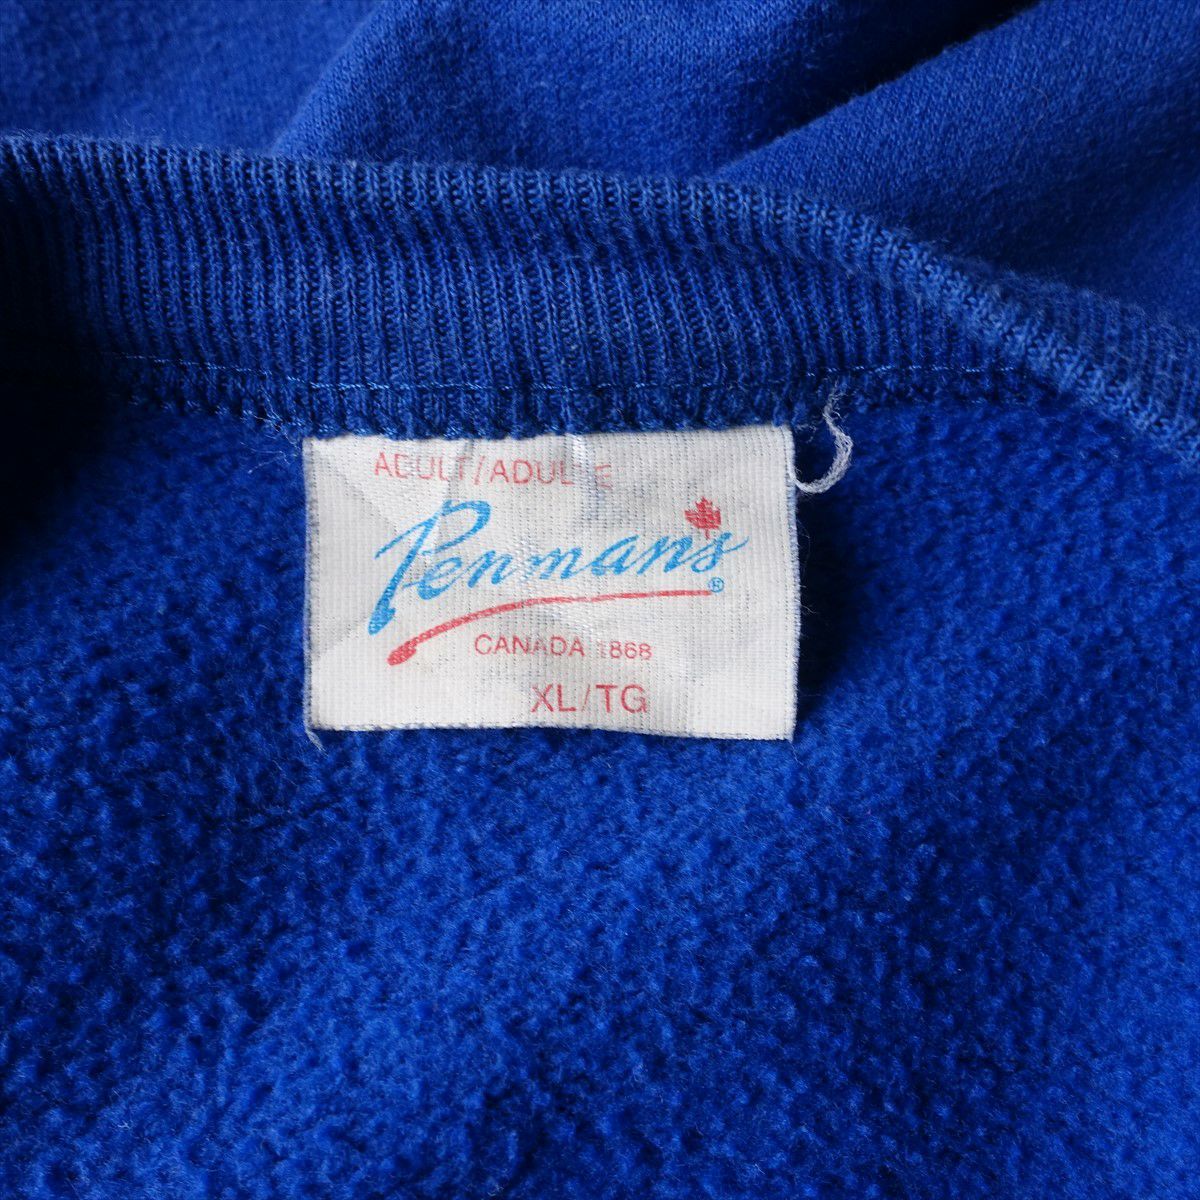 ADULT/ADULTE
Penmans
®
CANADA 1868
XL/TG